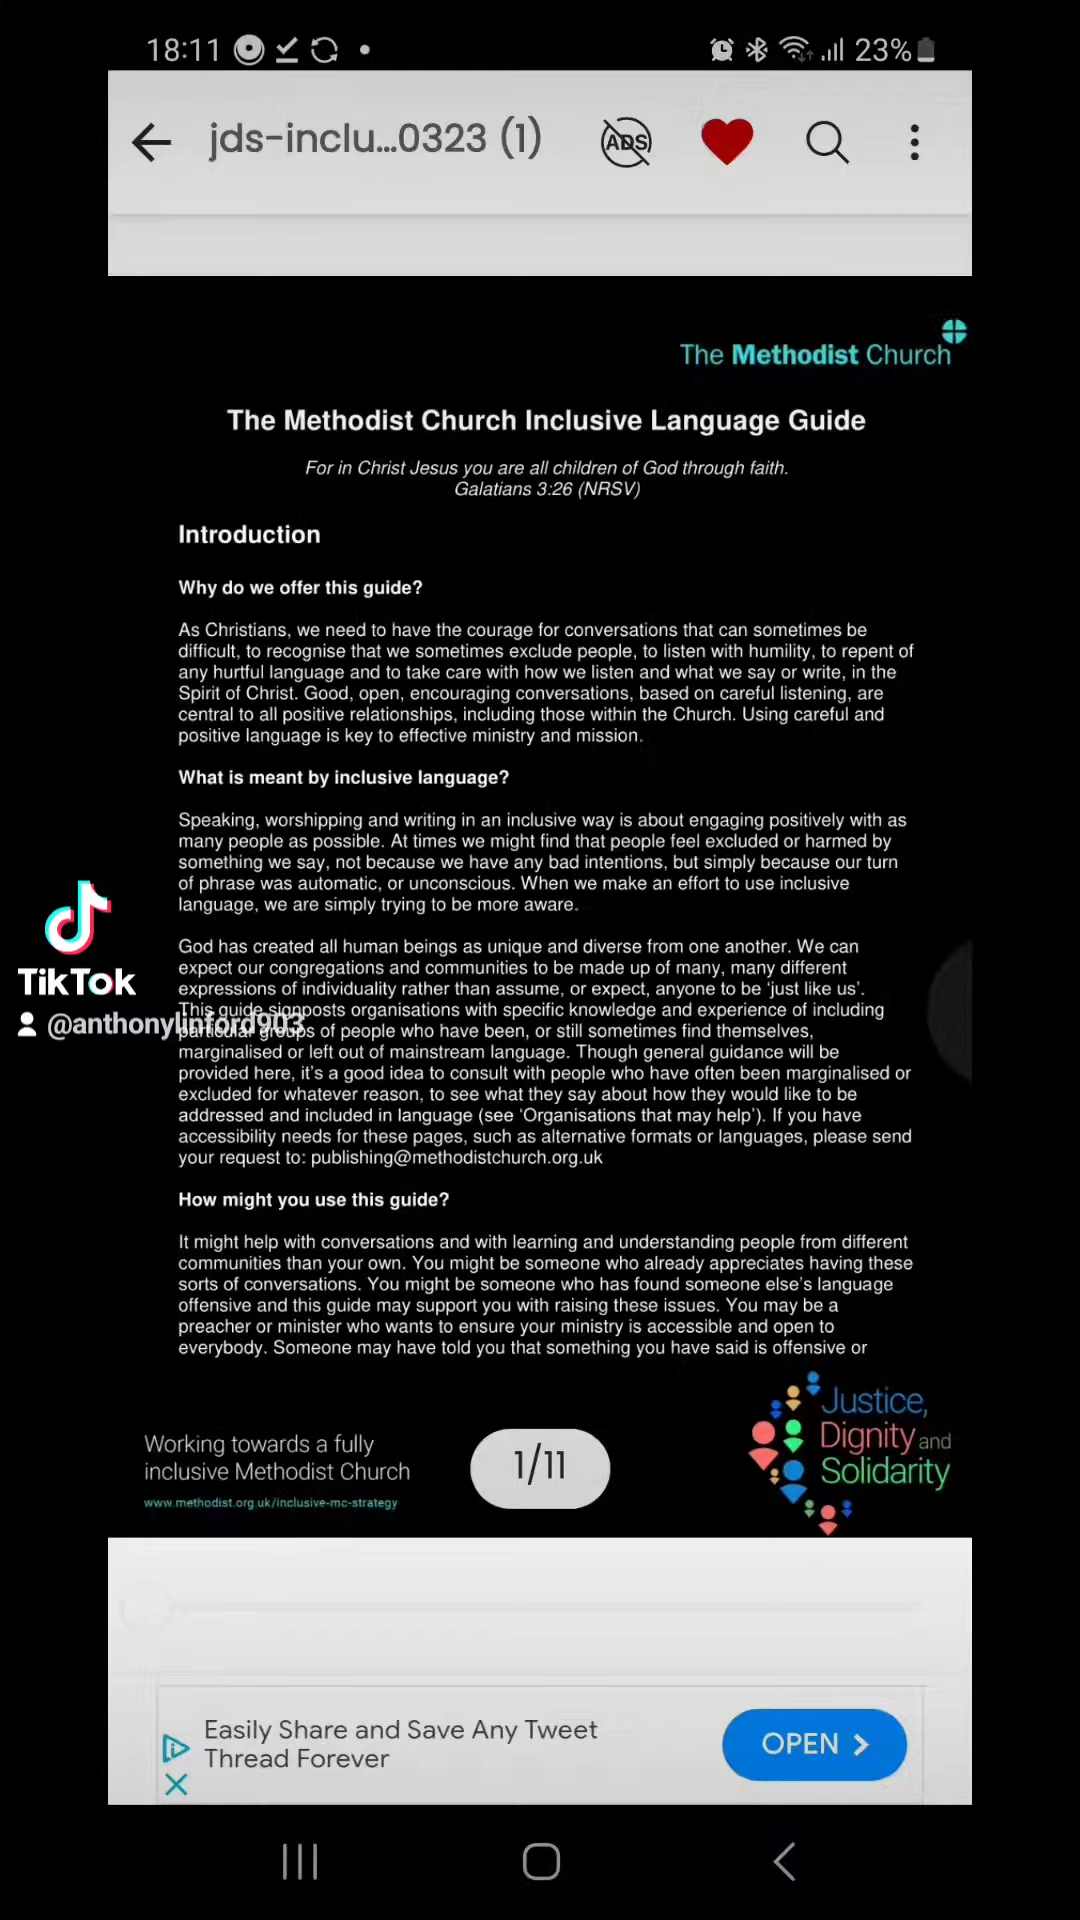 18:11
23%
jds-inclu...0323 (1)
ADS
The Methodist Church
The Methodist Church Inclusive Language Guide
For in Christ Jesus you are all children of God through faith.
Galatians 3:26 (NRSV)
Introduction
Why do we offer this guide?
As Christians, we need to have the courage for conversations that can sometimes be
difficult, to recognise that we sometimes exclude people, to listen with humility, to repent of
any hurtful language and to take care with how we listen and what we say or write, in the
Spirit of Christ. Good, open, encouraging conversations, based on careful listening, are
central to all positive relationships, including those within the Church. Using careful and
positive language is key to effective ministry and mission.
What is meant by inclusive language?
Speaking, worshipping and writing in an inclusive way is about engaging positively with as
many people as possible. At times we might find that people feel excluded or harmed by
something we say, not because we have any bad intentions, but simply because our turn
of phrase was automatic, or unconscious. When we make an effort to use inclusive
language, we are simply trying to be more aware.
God has created all human beings as unique and diverse from one another. We can
expect our congregations and communities to be made up of many, many different
expressions of individuality rather than assume, or expect, anyone to be 'just like us'.
This guide signposts organisations with specific knowledge and experience of including
particular groups of people who have been, or still sometimes find themselves,
marginalised or left out of mainstream language. Though general guidance will be
provided here, it's a good idea to consult with people who have often been marginalised or
excluded for whatever reason, to see what they say about how they would like to be
addressed and included in language (see 'Organisations that may help'). If you have
accessibility needs for these pages, such as alternative formats or languages, please send
your request to: publishing@methodistchurch.org.uk
TikTok
@anthonylinford903
How might you use this guide?
It might help with conversations and with learning and understanding people from different
communities than your own. You might be someone who already appreciates having these
sorts of conversations. You might be someone who has found someone else's language
offensive and this guide may support you with raising these issues. You may be a
preacher or minister who wants to ensure your ministry is accessible and open to
everybody. Someone may have told you that something you have said is offensive or
Working towards a fully
inclusive Methodist Church
www.methodist.org.uk/inclusive-mc-strategy
1/11
Justice,
Dignity and
Solidarity
Easily Share and Save Any Tweet
Thread Forever
OPEN